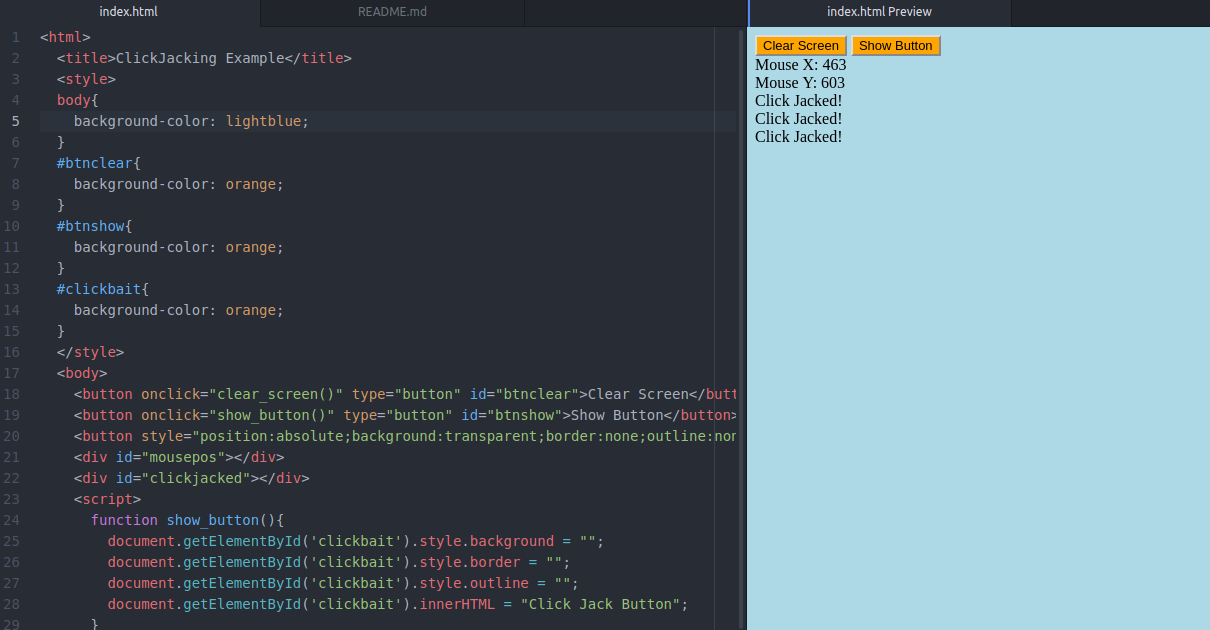 index.html
README.md
index.html Preview
1 <html>
2 <title>ClickJacking Example</title>
3 <style>
4 body{
5 background-color: lightblue;
6 }
7 #btnclear{
8 background-color: orange;
9 }
10 #btnshow{
11 background-color: orange;
12 }
13 #clickbait{
14 background-color: orange;
15 }
16 </style>
17 <body>
18 <button onclick="clear_screen()" type="button" id="btnclear">Clear Screen</butt
19 <button onclick="show_button()" type="button" id="btnshow">Show Button</button>
20 <button style="position:absolute;background:transparent;border:none;outline:non
21 <div id="mousepos"></div>
22 <div id="clickjacked"></div>
23 <script>
24 function show_button(){
25 document.getElementById('clickbait').style.background = "";
26 document.getElementById('clickbait').style.border = "";
27 document.getElementById('clickbait').style.outline = "";
28 document.getElementById('clickbait').innerHTML = "Click Jack Button";
29 }
Clear Screen Show Button
Mouse X: 463
Mouse Y: 603
Click Jacked!
Click Jacked!
Click Jacked!